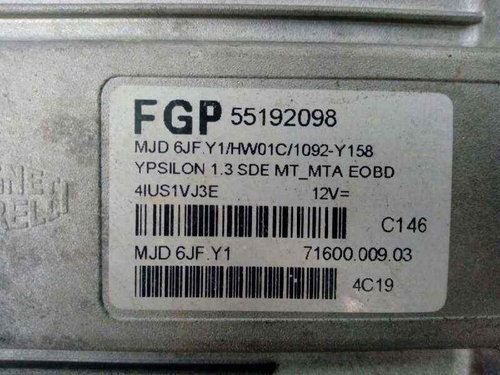 FGP 55192098
MJD 6JF.Y1/HW01C/1092-Y158
YPSILON 1.3 SDE MT_MTA EOBD
4IUS1VJ3E 12V=
C146
MJD 6JF.Y1 71600.009.03
4C19